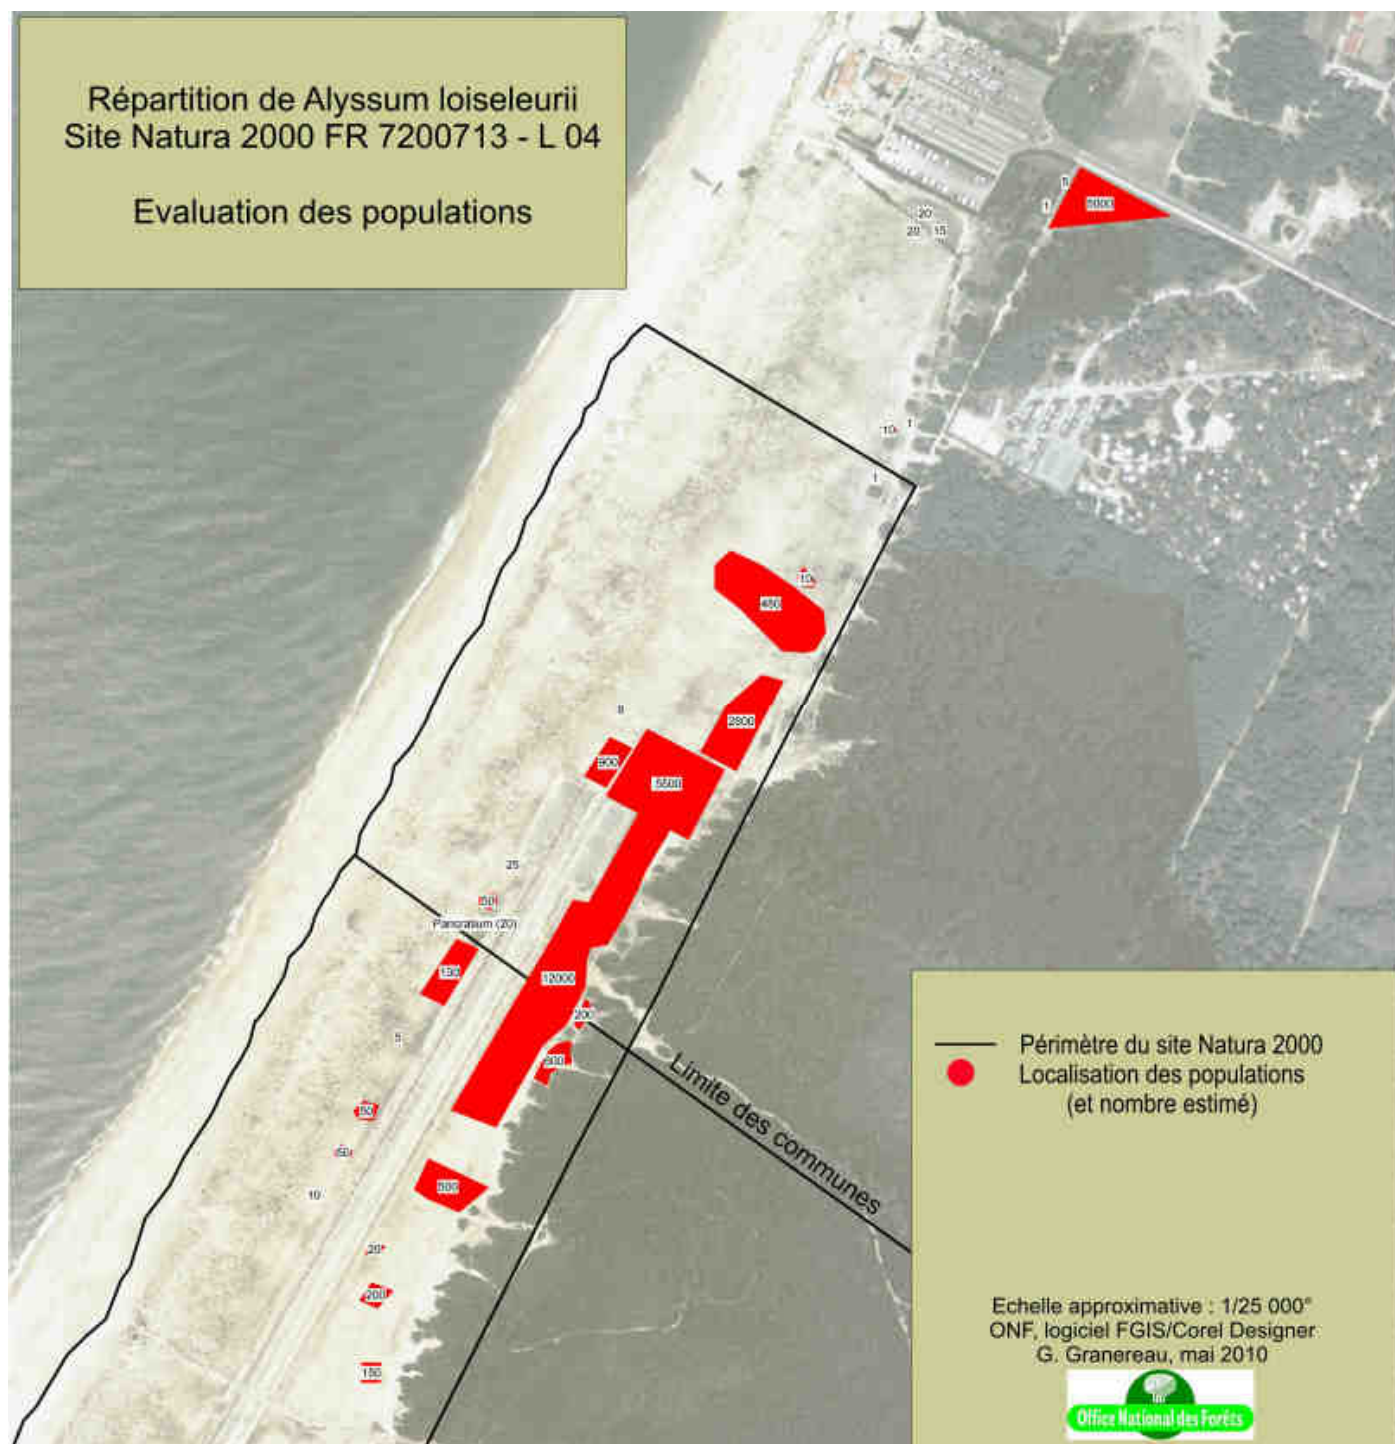 Répartition de Alyssum loiseleurii
Site Natura 2000 FR 7200713 - L 04
Evaluation des populations
5
1
5000
20
20
15
10
1
1
10
450
2800
8
900
5500
25
50
Pancratium (20)
130
12000
200
5
300
50
50
10
500
20
200
150
Limite des communes
Périmètre du site Natura 2000
Localisation des populations
(et nombre estimé)
Echelle approximative : 1/25 000°
ONF, logiciel FGIS/Corel Designer
G. Granereau, mai 2010
Office National des Forêts